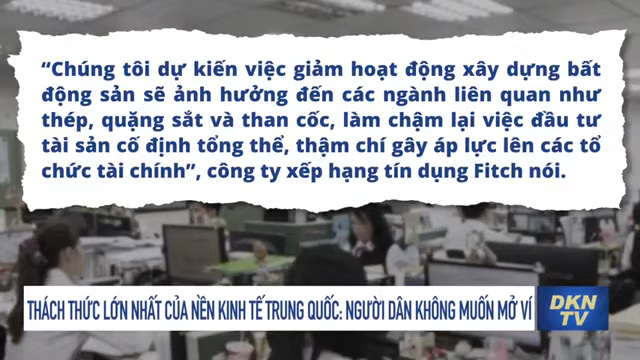 “Chúng tôi dự kiến việc giảm hoạt động xây dựng bất
động sản sẽ ảnh hưởng đến các ngành liên quan như
thép, quặng sắt và than cốc, làm chậm lại việc đầu tư
tài sản cố định tổng thể, thậm chí gây áp lực lên các tổ
chức tài chính”, công ty xếp hạng tín dụng Fitch nói.
THÁCH THỨC LỚN NHẤT CỦA NỀN KINH TẾ TRUNG QUỐC: NGƯỜI DÂN KHÔNG MUỐN MỞ VÍ
DKN
TV